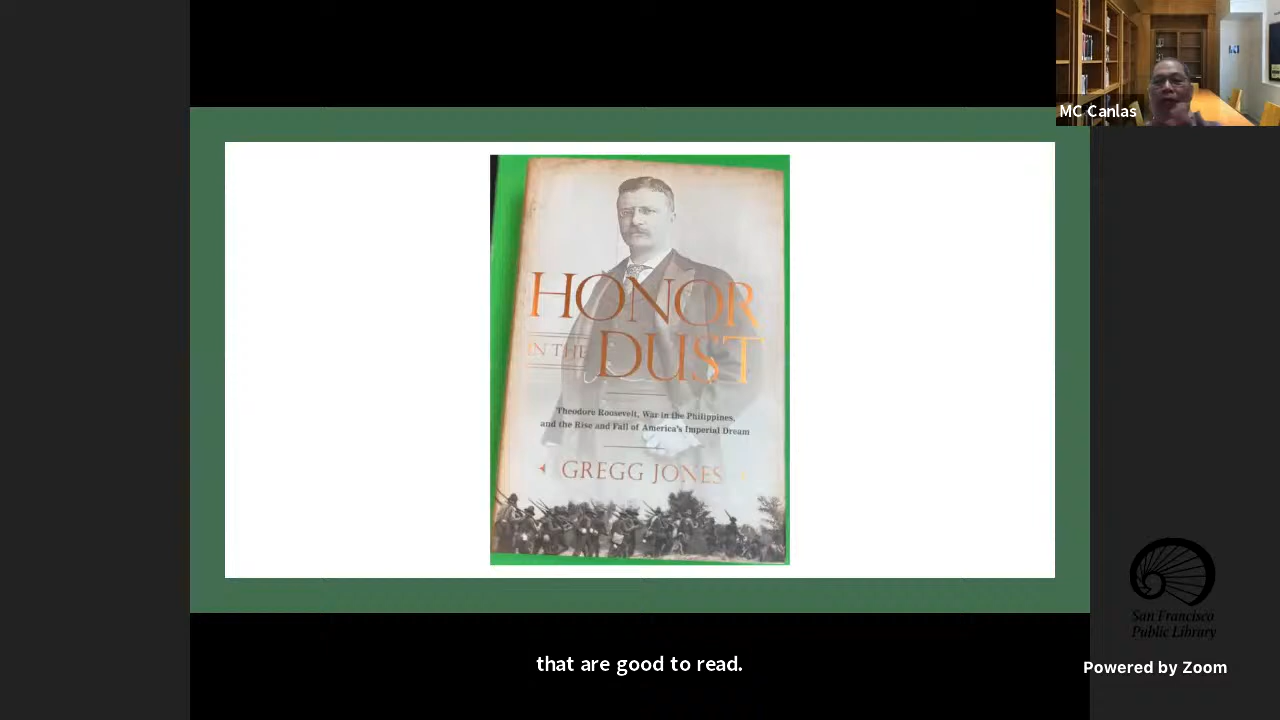 MC Canlas
HONOR
IN THE DUST
Theodore Roosevelt, War in the Philippines,
and the Rise and Fall of America's Imperial Dream
GREGG JONES
San Francisco
Public Library
that are good to read.
Powered by Zoom